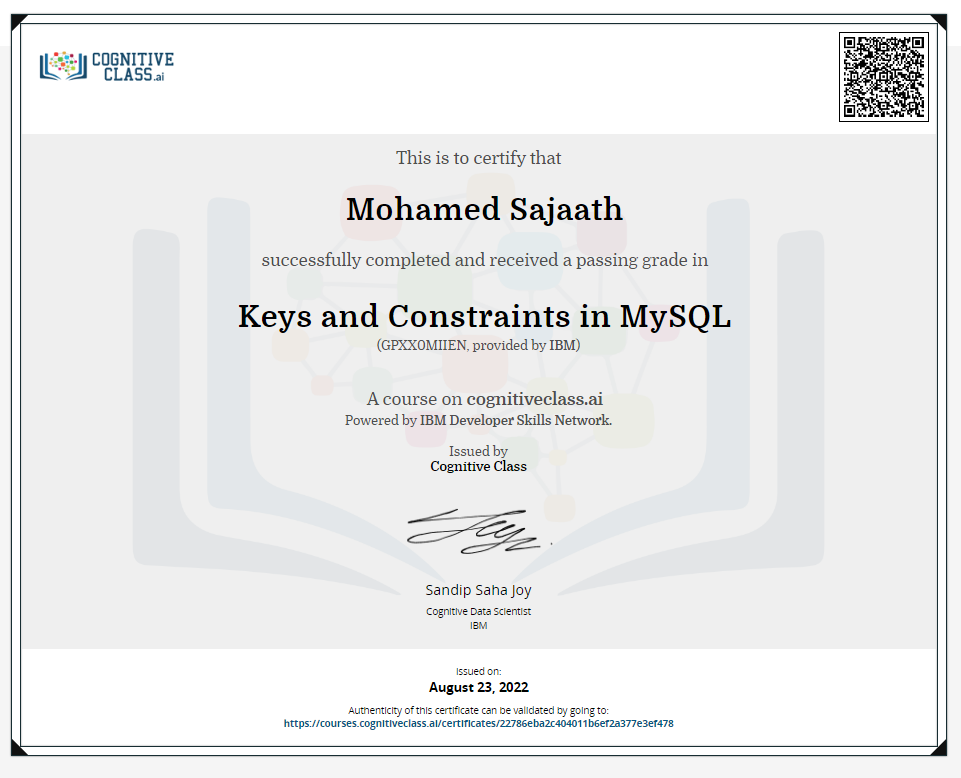 COGNITIVE
CLASS.ai
This is to certify that
Mohamed Sajaath
successfully completed and received a passing grade in
Keys and Constraints in MySQL
(GPXX0MIIEN, provided by IBM)
A course on cognitiveclass.ai
Powered by IBM Developer Skills Network.
Issued by
Cognitive Class
Sandip Saha Joy
Cognitive Data Scientist
IBM
Issued on:
August 23, 2022
Authenticity of this certificate can be validated by going to:
https://courses.cognitiveclass.ai/certificates/22786eba2c404011b6ef2a377e3ef478